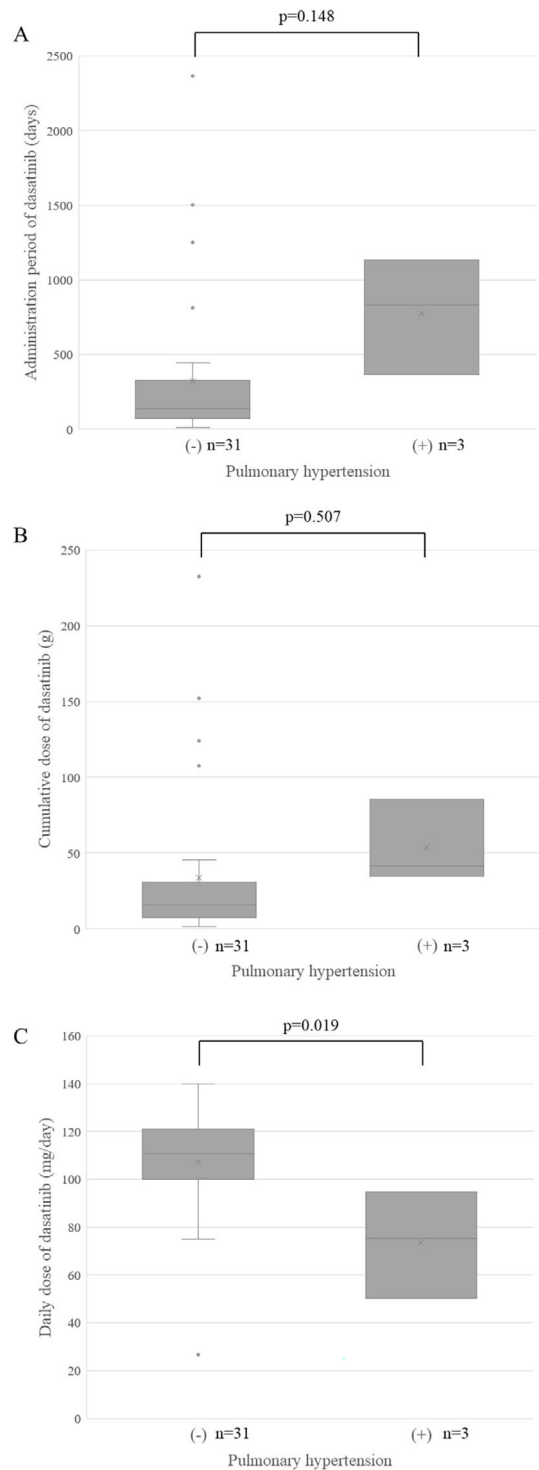 A
p=0.148
Administration period of dasatinib (days)
2500
2000
1500
1000
500
0
(-) n=31
(+) n=3
Pulmonary hypertension
B
p=0.507
Cumulative dose of dasatinib (g)
250
200
150
100
50
0
(-) n=31
(+) n=3
Pulmonary hypertension
C
p=0.019
Daily dose of dasatinib (mg/day)
160
140
120
100
80
60
40
20
0
(-) n=31
(+) n=3
Pulmonary hypertension